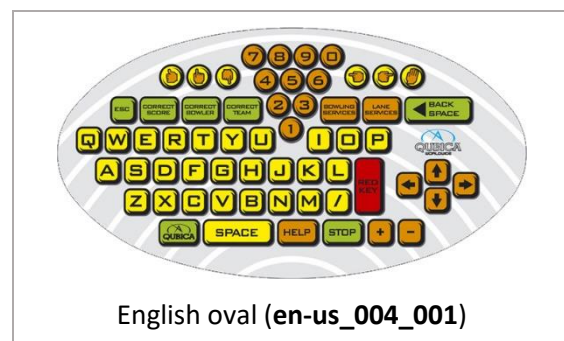 7 8 9 0
4 5 6
2 3
1
ESC CORRECT SCORE CORRECT BOWLER CORRECT TEAM BOWLING SERVICES LANE SERVICES BACK SPACE
Q W E R T Y U I O P
QUBICA
WORLDWIDE
A S D F G H J K L RED KEY
Z X C V B N M /
QUBICA SPACE HELP STOP + -
English oval (en-us_004_001)